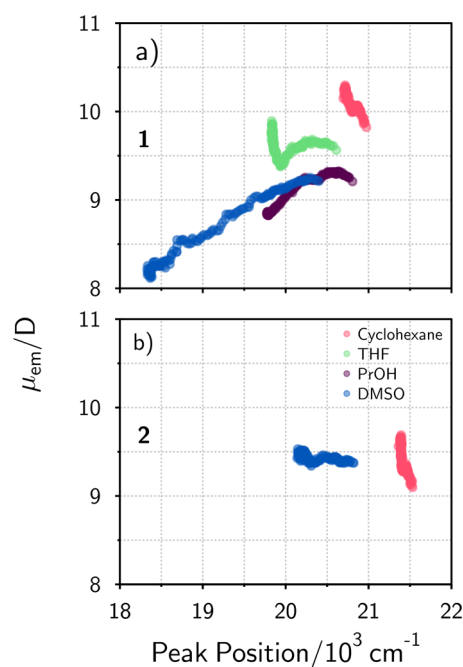 11
a)
10
1
9
8
μem/D
11
b)
Cyclohexane
THF
PrOH
DMSO
10
2
9
8
18 19 20 21 22
Peak Position/10³ cm⁻¹